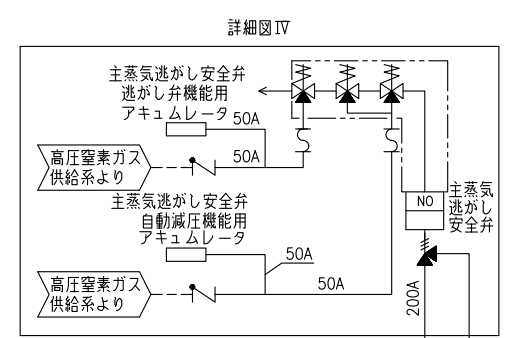 詳細図Ⅳ
主蒸気逃がし安全弁
逃がし弁機能用
アキュムレータ
50A
高圧窒素ガス
供給系より
50A
主蒸気逃がし安全弁
自動減圧機能用
アキュムレータ
NO
主蒸気
逃がし
安全弁
50A
高圧窒素ガス
供給系より
50A
200A